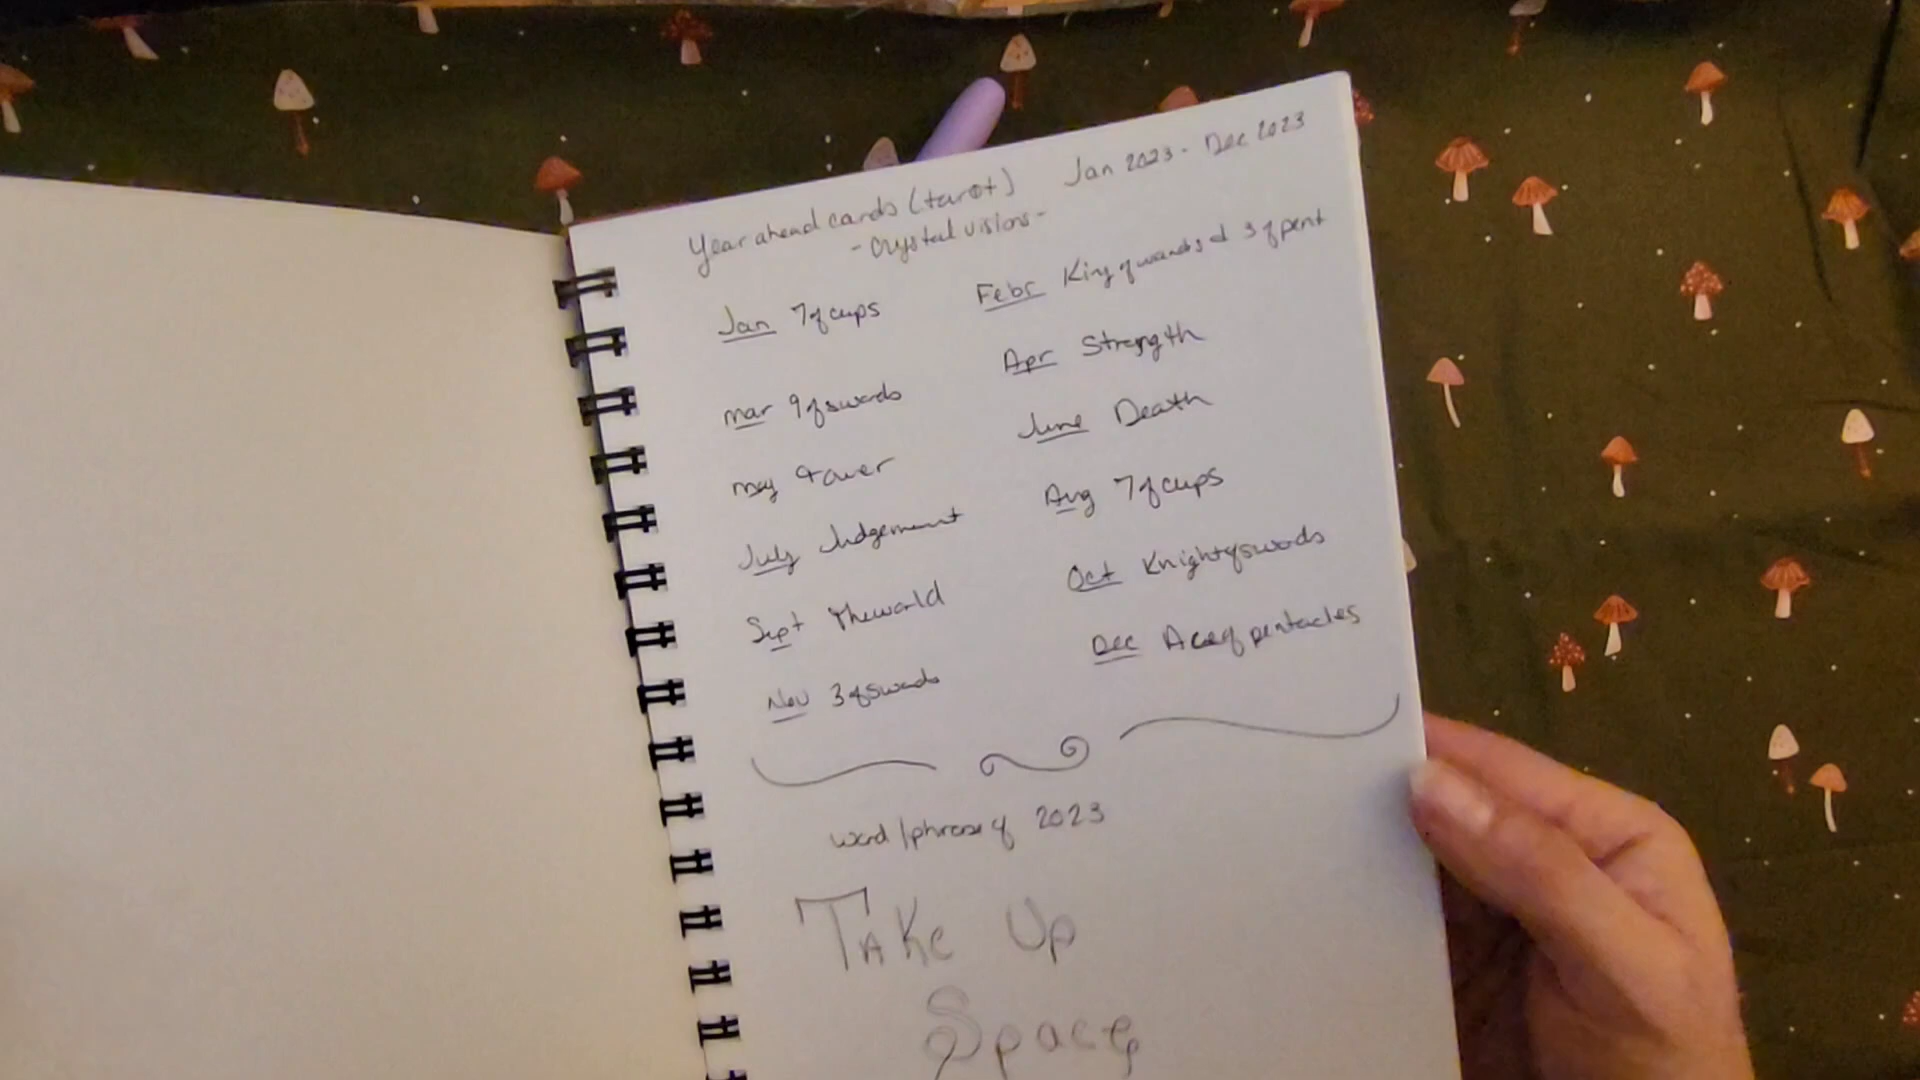 Year ahead cards (tarot) Jan 2023 - Dec 2023
- Crystal visions -
Jan 7 of cups
Febr King of wands & 3 of pent
mar 9 of swords
Apr Strength
may tower
June Death
July Judgement
Aug 7 of cups
Sept The world
Oct Knight of swords
Nov 3 of swords
Dec Ace of pentacles
word/phrase of 2023
TAKe Up
Space